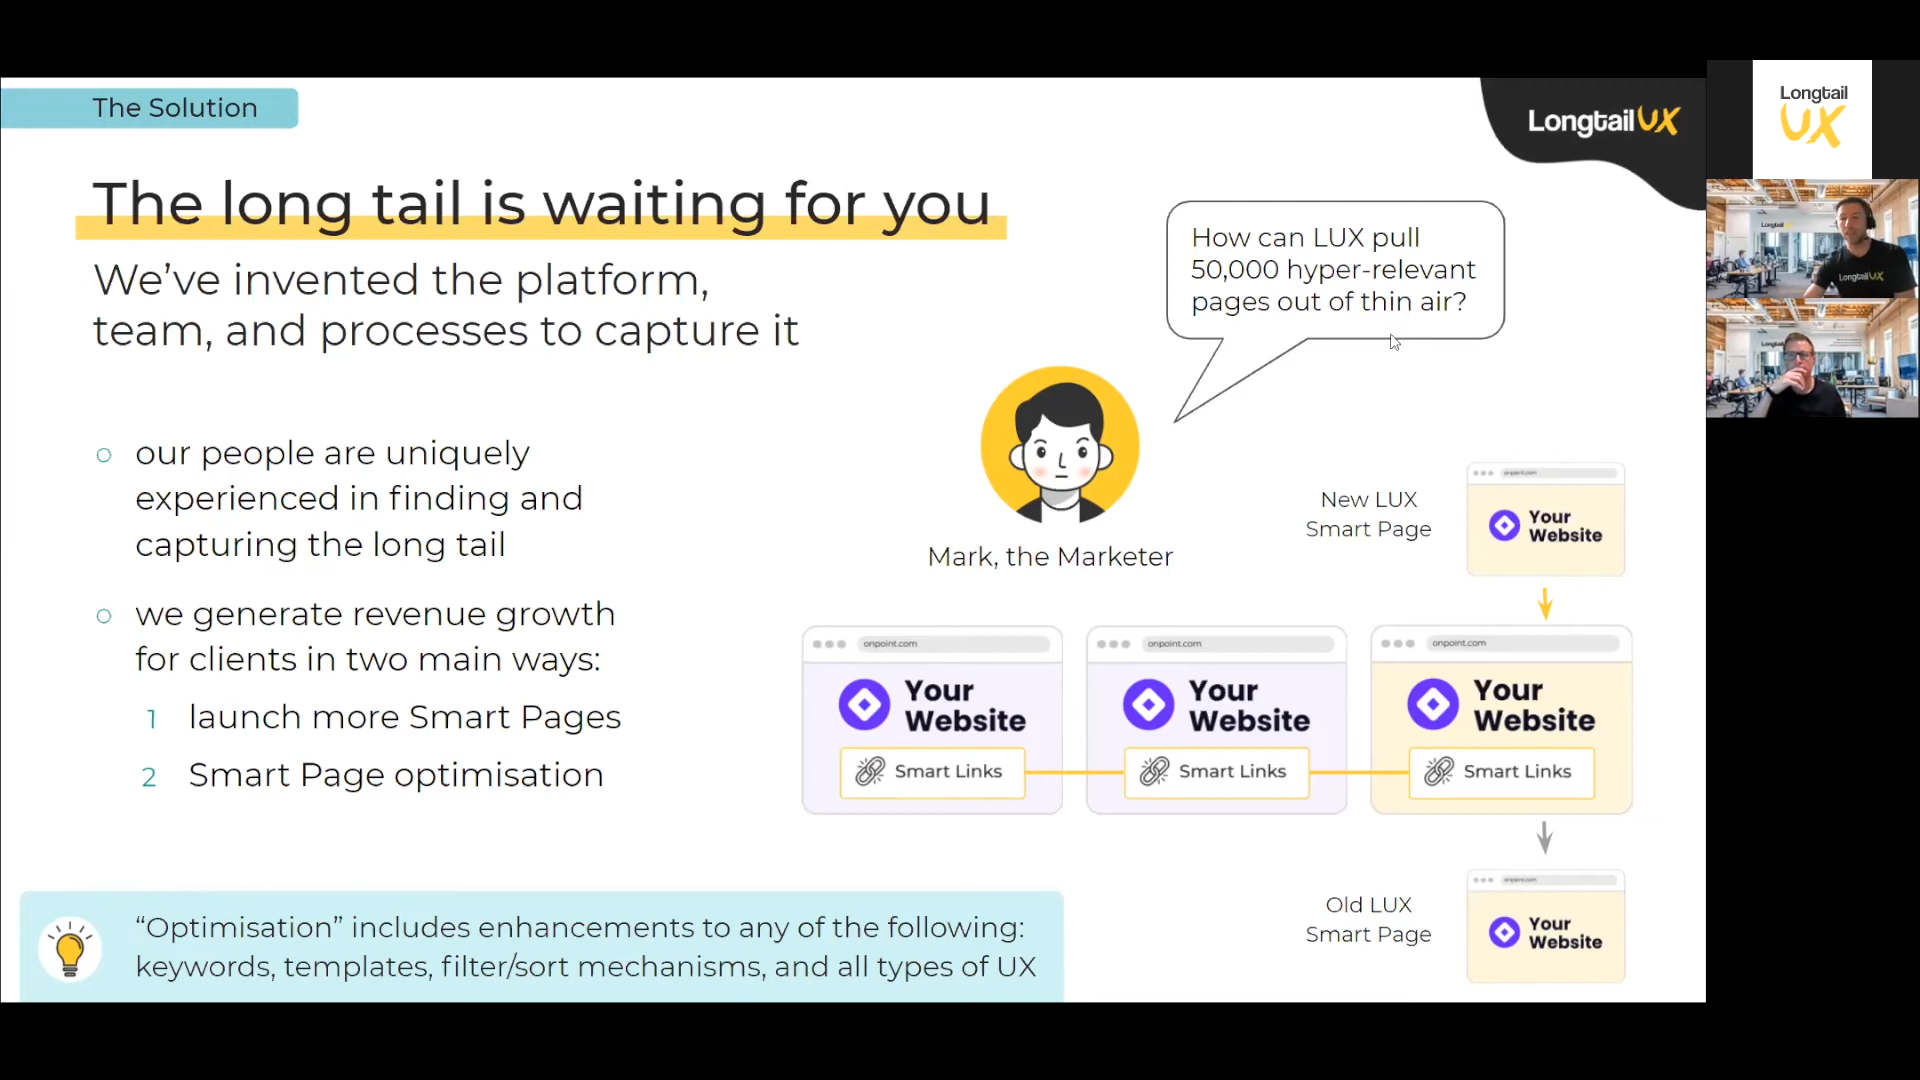 The Solution
LongtailUX
Longtail
UX
The long tail is waiting for you
We’ve invented the platform,
team, and processes to capture it
How can LUX pull
50,000 hyper-relevant
pages out of thin air?
Mark, the Marketer
our people are uniquely
experienced in finding and
capturing the long tail
we generate revenue growth
for clients in two main ways:
1 launch more Smart Pages
2 Smart Page optimisation
New LUX
Smart Page
onpoint.com
Your
Website
onpoint.com
Your
Website
Smart Links
onpoint.com
Your
Website
Smart Links
onpoint.com
Your
Website
Smart Links
Old LUX
Smart Page
onpoint.com
Your
Website
“Optimisation” includes enhancements to any of the following:
keywords, templates, filter/sort mechanisms, and all types of UX
Longtail
LongtailUX
Longtail